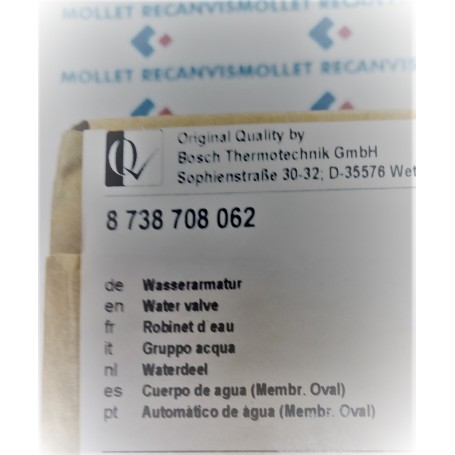 MOLLET RECANVISMOLLET RECANVIS
MOLLET RECANVISMOLLET RECANVIS
Original Quality by
Bosch Thermotechnik GmbH
Sophienstraße 30-32; D-35576 Wet
8 738 708 062
de Wasserarmatur
en Water valve
fr Robinet d'eau
it Gruppo acqua
nl Waterdeel
es Cuerpo de agua (Membr. Oval)
pt Automático de água (Membr. Oval)